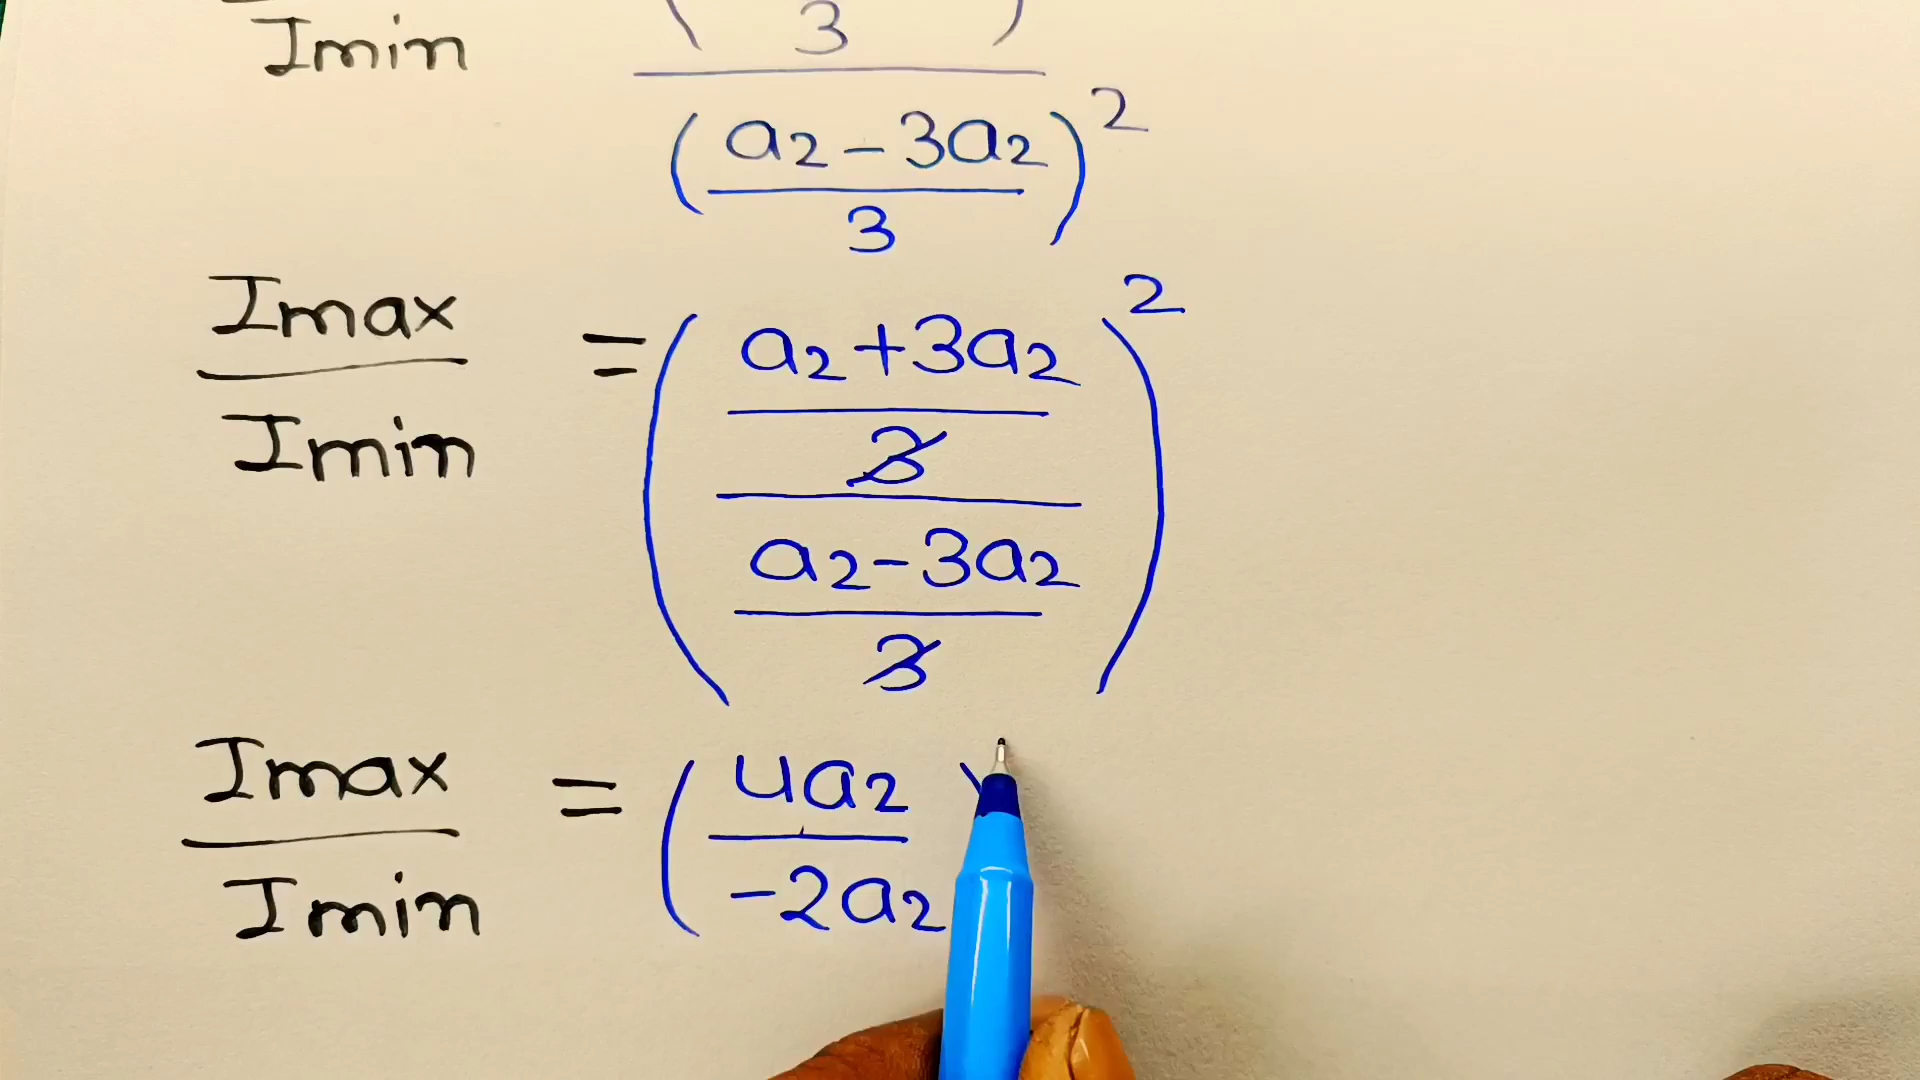 Imin
( 3 )
( a2 - 3a2 / 3 )^2
Imax / Imin = ( a2 + 3a2 / 3 / a2 - 3a2 / 3 )^2
Imax / Imin = ( 4a2 / -2a2 )